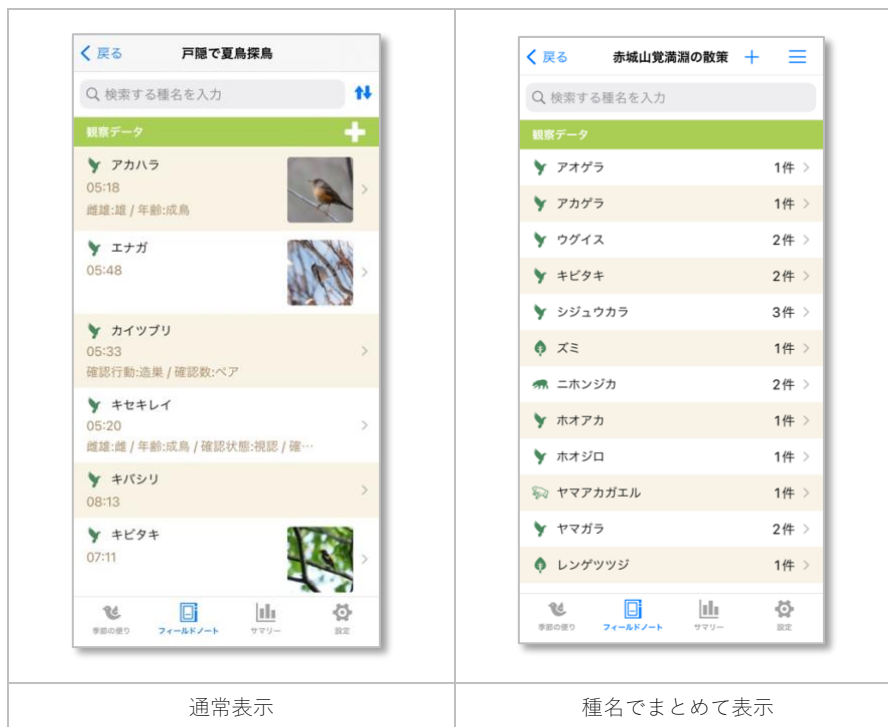 戻る 戸隠で夏鳥探鳥
検索する種名を入力
観察データ
アカハラ
05:18
雌雄:雄 / 年齢:成鳥
エナガ
05:48
カイツブリ
05:33
確認行動:造巣 / 確認数:ペア
キセキレイ
05:20
雌雄:雌 / 年齢:成鳥 / 確認状態:視認 / 確…
キバシリ
08:13
キビタキ
07:11
季節の便り フィールドノート サマリー 設定
通常表示
戻る 赤城山覚満淵の散策
検索する種名を入力
観察データ
アオゲラ 1件
アカゲラ 1件
ウグイス 2件
キビタキ 2件
シジュウカラ 3件
ズミ 1件
ニホンジカ 2件
ホオアカ 1件
ホオジロ 1件
ヤマアカガエル 1件
ヤマガラ 2件
レンゲツツジ 1件
季節の便り フィールドノート サマリー 設定
種名でまとめて表示